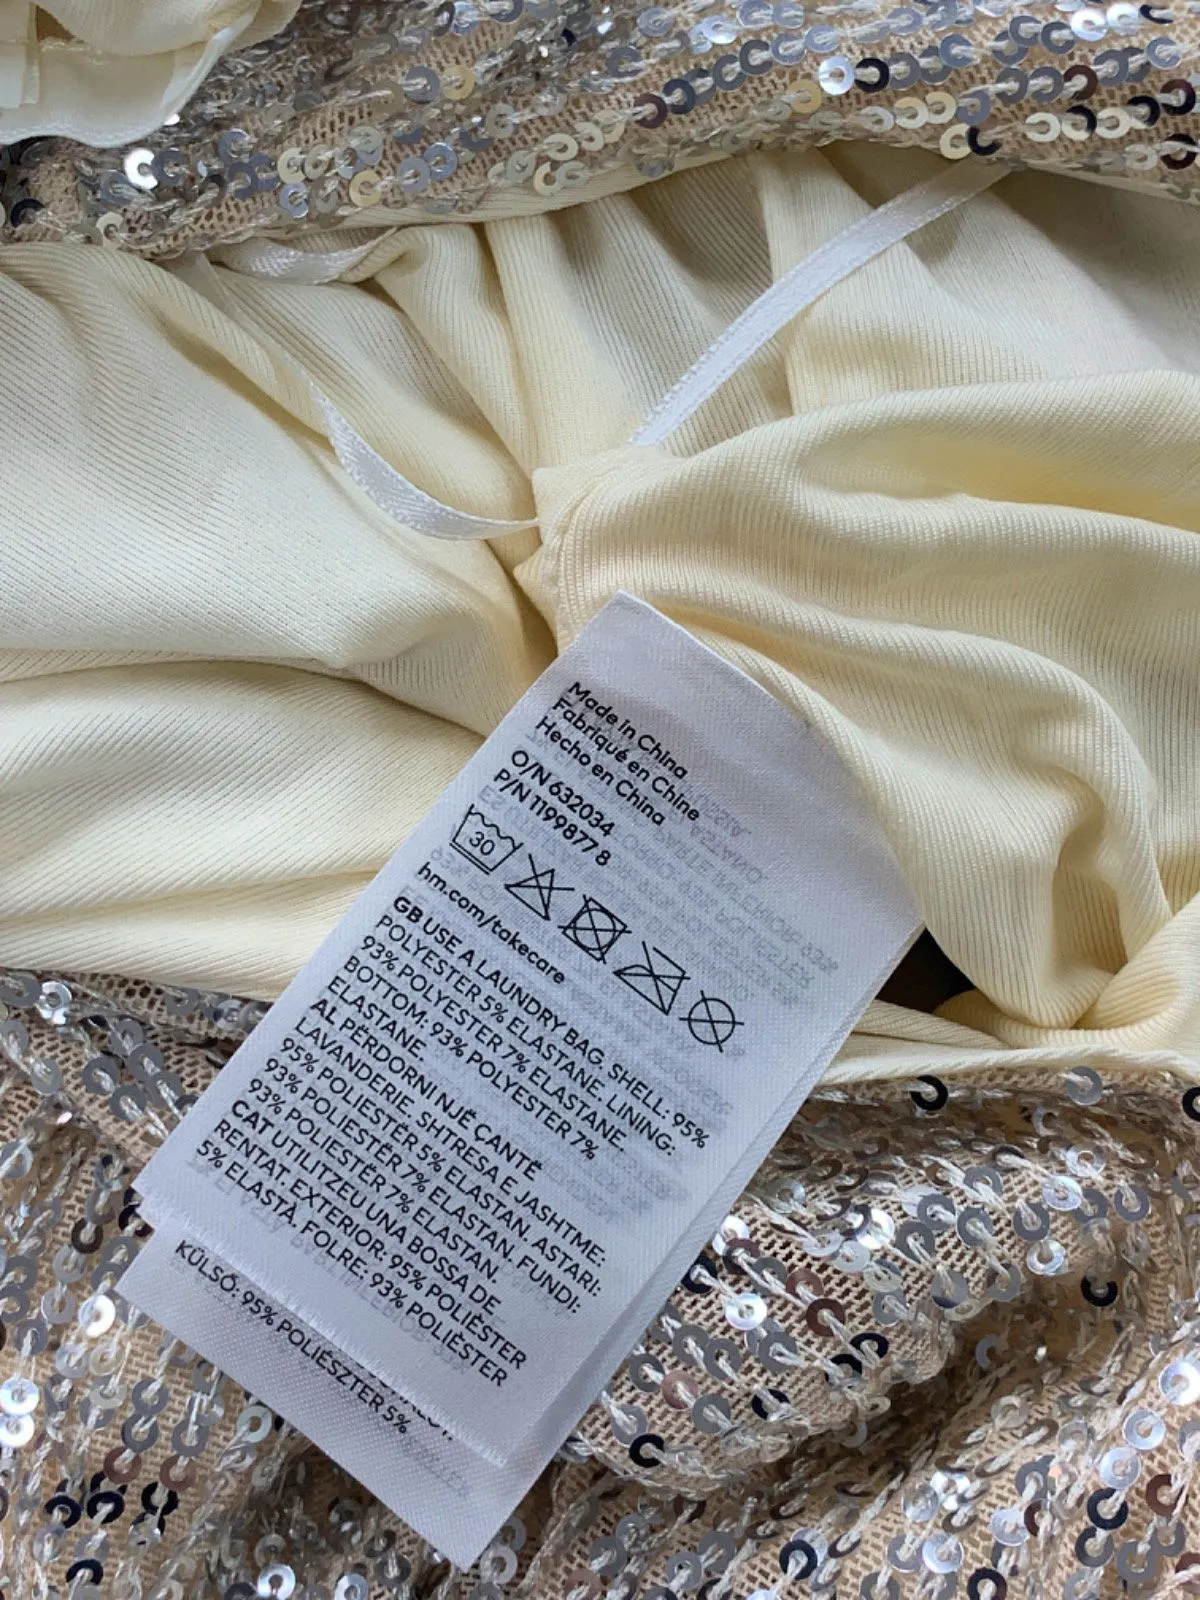 Made in China
Fabriqué en Chine
Hecho en China
O/N 632034
P/N 1199877 8
30
hm.com/takecare
GB USE A LAUNDRY BAG. SHELL: 95%
POLYESTER 5% ELASTANE. LINING:
93% POLYESTER 7% ELASTANE.
BOTTOM: 93% POLYESTER 7%
ELASTANE.
AL PËRDORNI NJË ÇANTË
LAVANDERIE. SHTRESA E JASHTME:
95% POLIESTËR 5% ELASTAN. ASTARI:
93% POLIESTËR 7% ELASTAN. FUNDI:
93% POLIESTËR 7% ELASTAN.
CAT UTILITZEU UNA BOSSA DE
RENTAT. EXTERIOR: 95% POLIÈSTER
5% ELASTÀ. FOLRE: 93% POLIÈSTER
KÜLSŐ: 95% POLIÉSZTER 5%